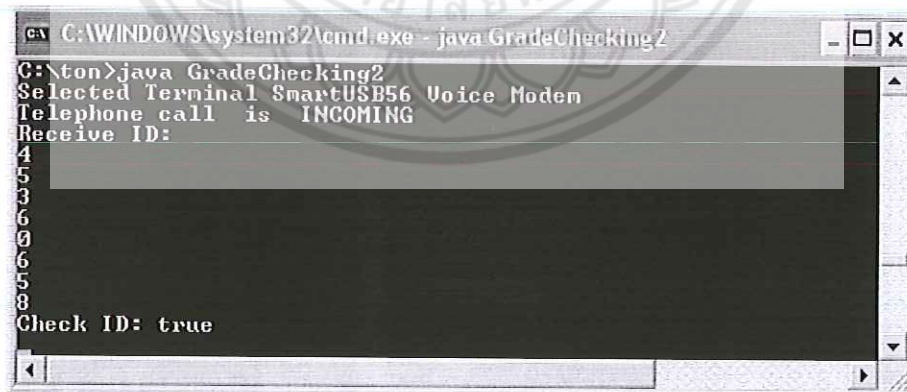 C:\WINDOWS\system32\cmd.exe - java GradeChecking2
C:\ton>java GradeChecking2
Selected Terminal SmartUSB56 Voice Modem
Telephone call is INCOMING
Receive ID:
4
5
3
6
0
6
5
8
Check ID: true